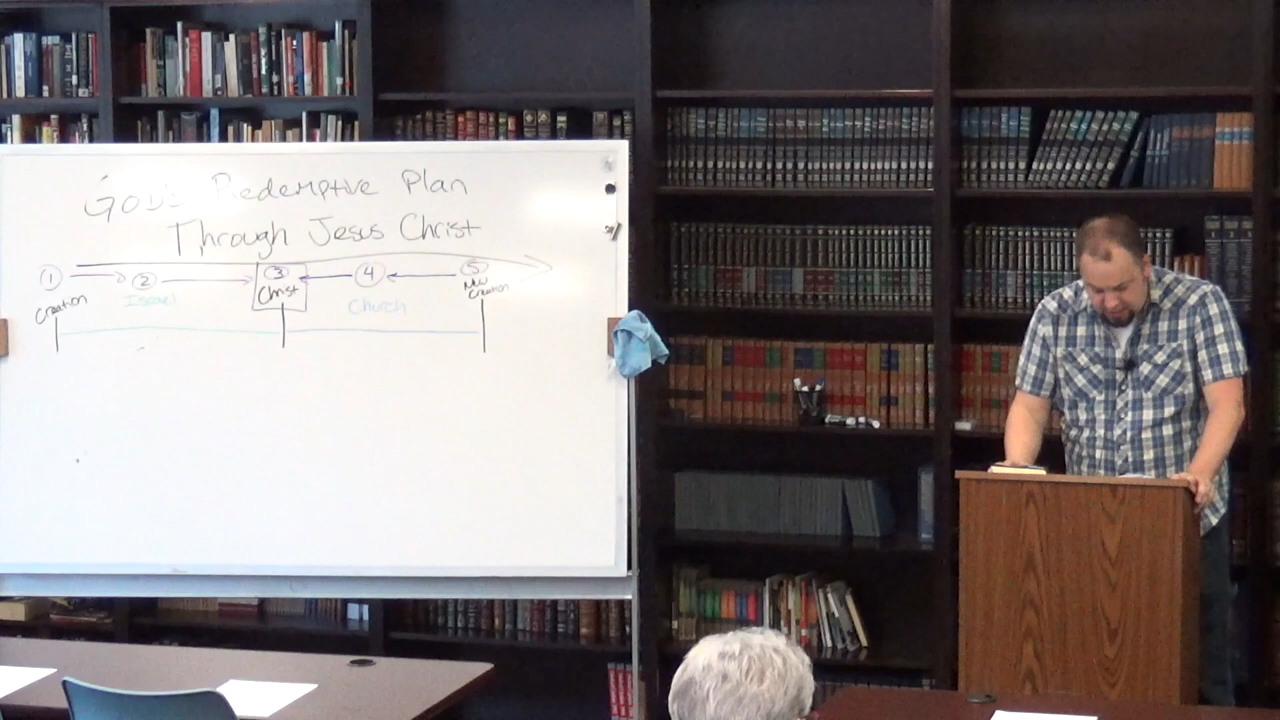 God's Redemptive Plan
Through Jesus Christ
1 2 3 4 5
Creation Israel Christ Church New Creation